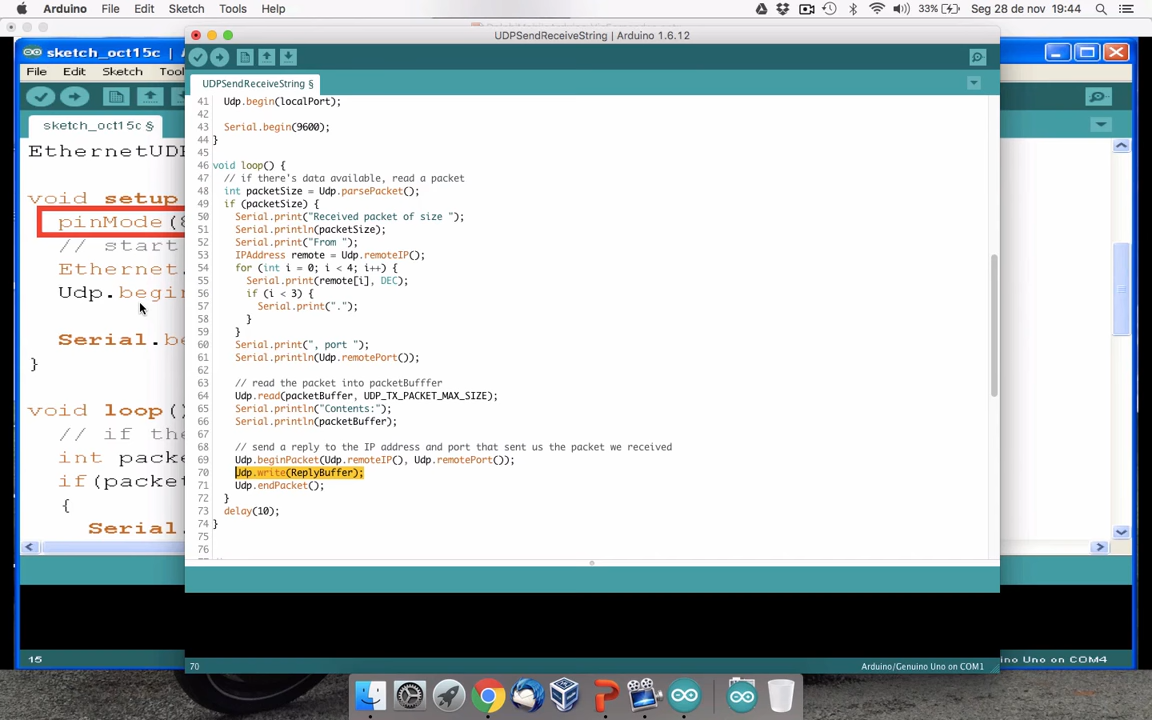 Arduino File Edit Sketch Tools Help 33% Seg 28 de nov 19:44
sketch_oct15c |
File Edit Sketch Too
sketch_oct15c §
EthernetUDP
void setup
pinMode(8
// start
Ethernet.
Udp.begin
Serial.be
}
void loop()
// if the
int packe
if(packet
{
Serial.
15
ino Uno on COM4
UDPSendReceiveString | Arduino 1.6.12
UDPSendReceiveString §
41 Udp.begin(localPort);
42
43 Serial.begin(9600);
44 }
45
46 void loop() {
47 // if there's data available, read a packet
48 int packetSize = Udp.parsePacket();
49 if (packetSize) {
50 Serial.print("Received packet of size ");
51 Serial.println(packetSize);
52 Serial.print("From ");
53 IPAddress remote = Udp.remoteIP();
54 for (int i = 0; i < 4; i++) {
55 Serial.print(remote[i], DEC);
56 if (i < 3) {
57 Serial.print(".");
58 }
59 }
60 Serial.print(", port ");
61 Serial.println(Udp.remotePort());
62
63 // read the packet into packetBufffer
64 Udp.read(packetBuffer, UDP_TX_PACKET_MAX_SIZE);
65 Serial.println("Contents:");
66 Serial.println(packetBuffer);
67
68 // send a reply to the IP address and port that sent us the packet we received
69 Udp.beginPacket(Udp.remoteIP(), Udp.remotePort());
70 Udp.write(ReplyBuffer);
71 Udp.endPacket();
72 }
73 delay(10);
74 }
75
76
70
Arduino/Genuino Uno on COM1